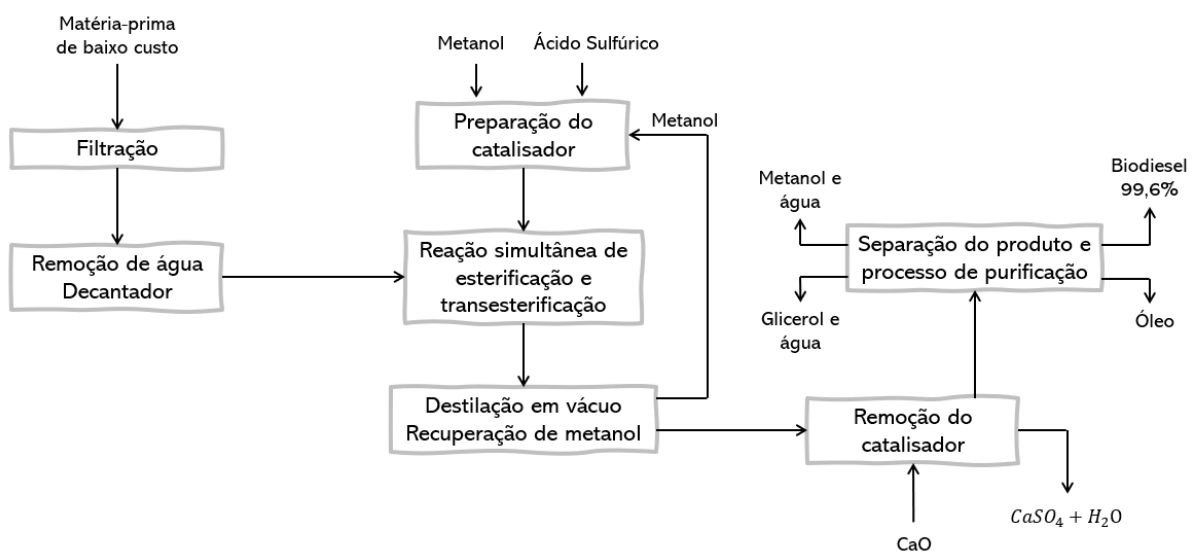 Matéria-prima
de baixo custo
Filtração
Remoção de água
Decantador
Metanol
Ácido Sulfúrico
Preparação do
catalisador
Metanol
Reação simultânea de
esterificação e
transesterificação
Destilação em vácuo
Recuperação de metanol
Remoção do
catalisador
CaO
CaSO₄ + H₂O
Separação do produto e
processo de purificação
Metanol e
água
Glicerol e
água
Biodiesel
99,6%
Óleo